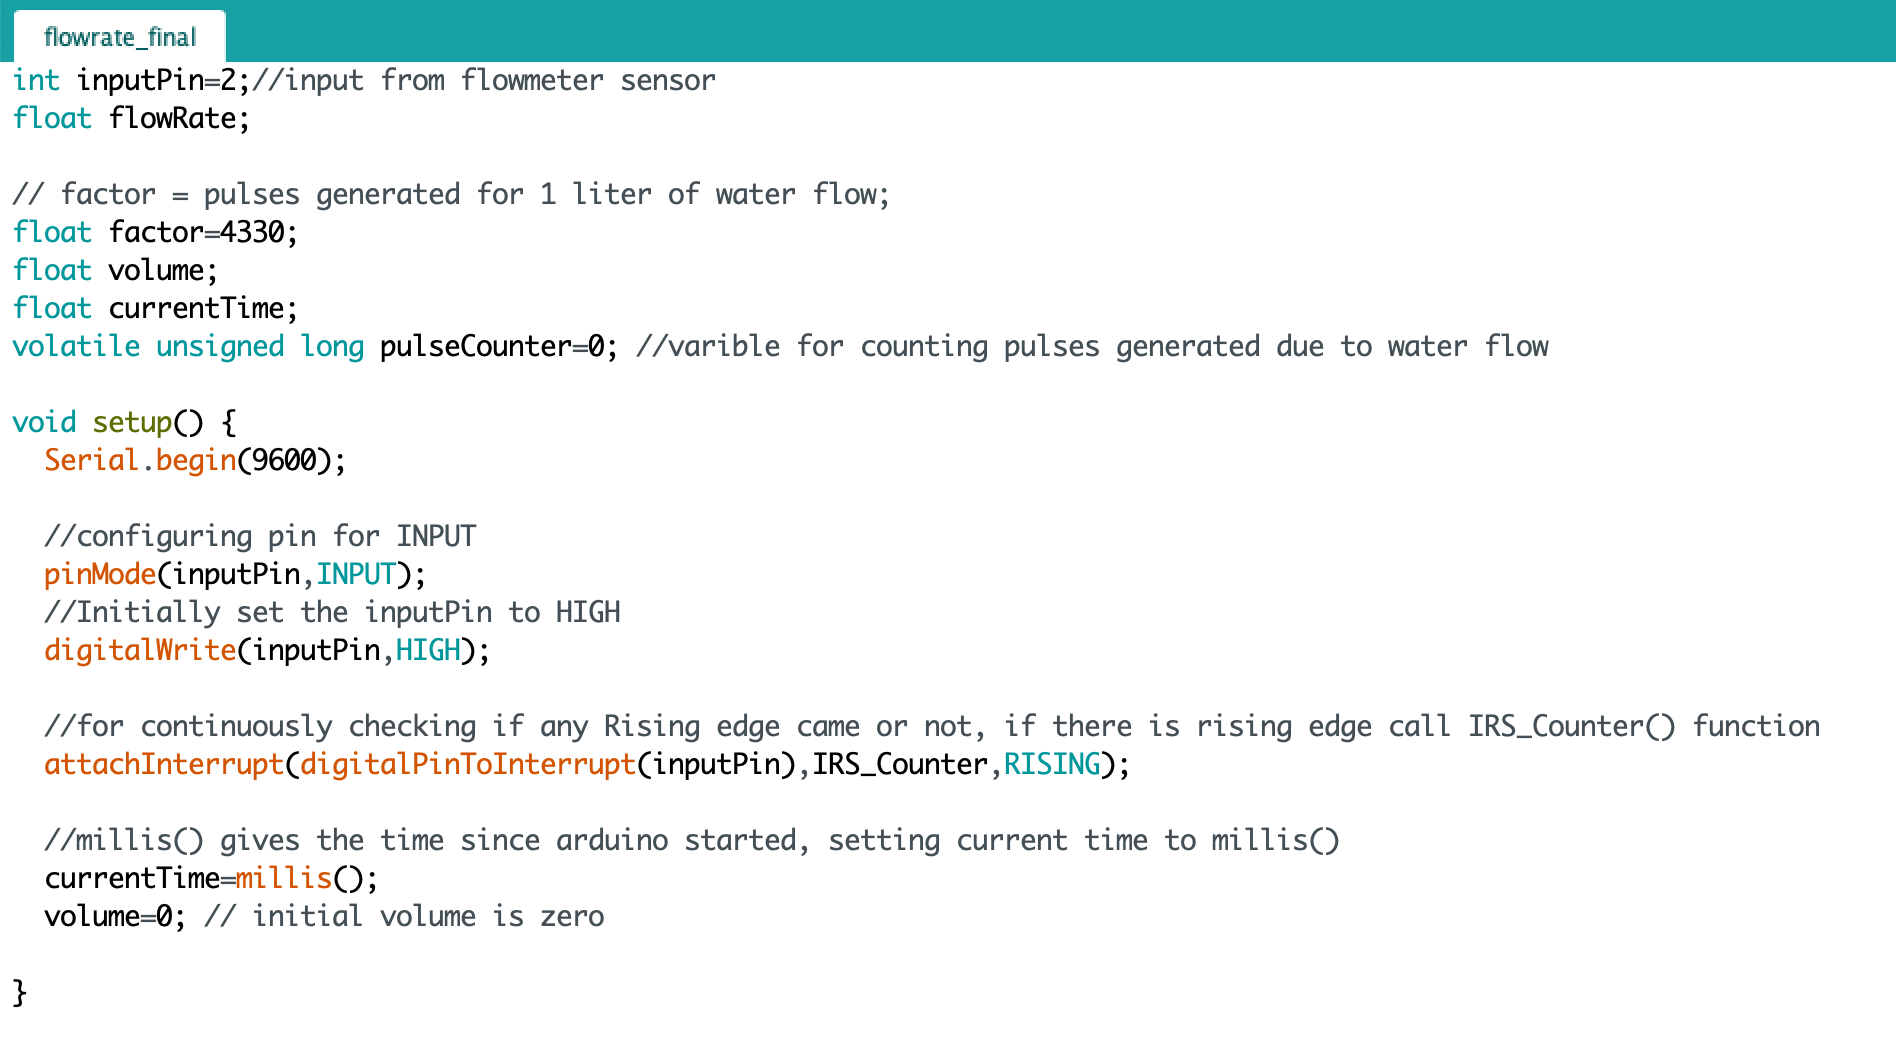 flowrate_final
int inputPin=2;//input from flowmeter sensor
float flowRate;
// factor = pulses generated for 1 liter of water flow;
float factor=4330;
float volume;
float currentTime;
volatile unsigned long pulseCounter=0; //varible for counting pulses generated due to water flow
void setup() {
  Serial.begin(9600);
  //configuring pin for INPUT
  pinMode(inputPin,INPUT);
  //Initially set the inputPin to HIGH
  digitalWrite(inputPin,HIGH);
  //for continuously checking if any Rising edge came or not, if there is rising edge call IRS_Counter() function
  attachInterrupt(digitalPinToInterrupt(inputPin),IRS_Counter,RISING);
  //millis() gives the time since arduino started, setting current time to millis()
  currentTime=millis();
  volume=0; // initial volume is zero
}